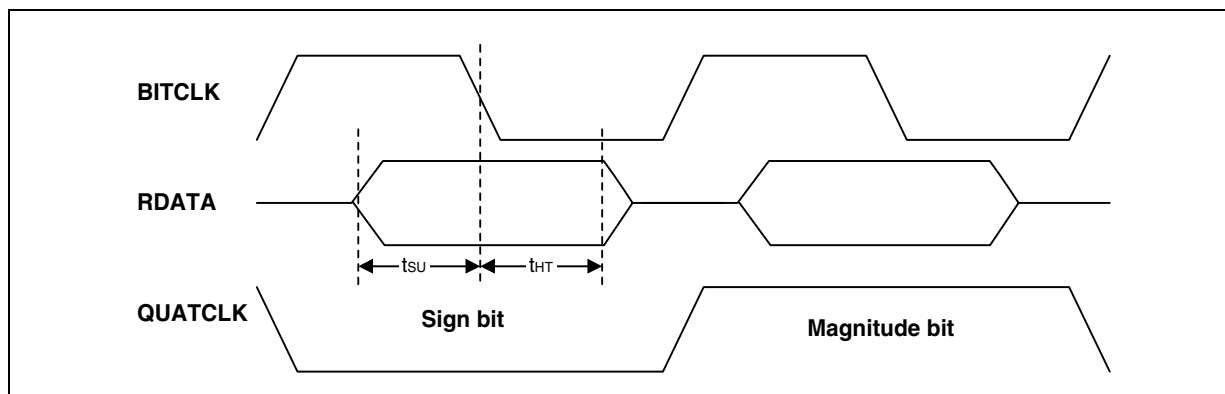 BITCLK
RDATA
tSU
tHT
QUATCLK
Sign bit
Magnitude bit